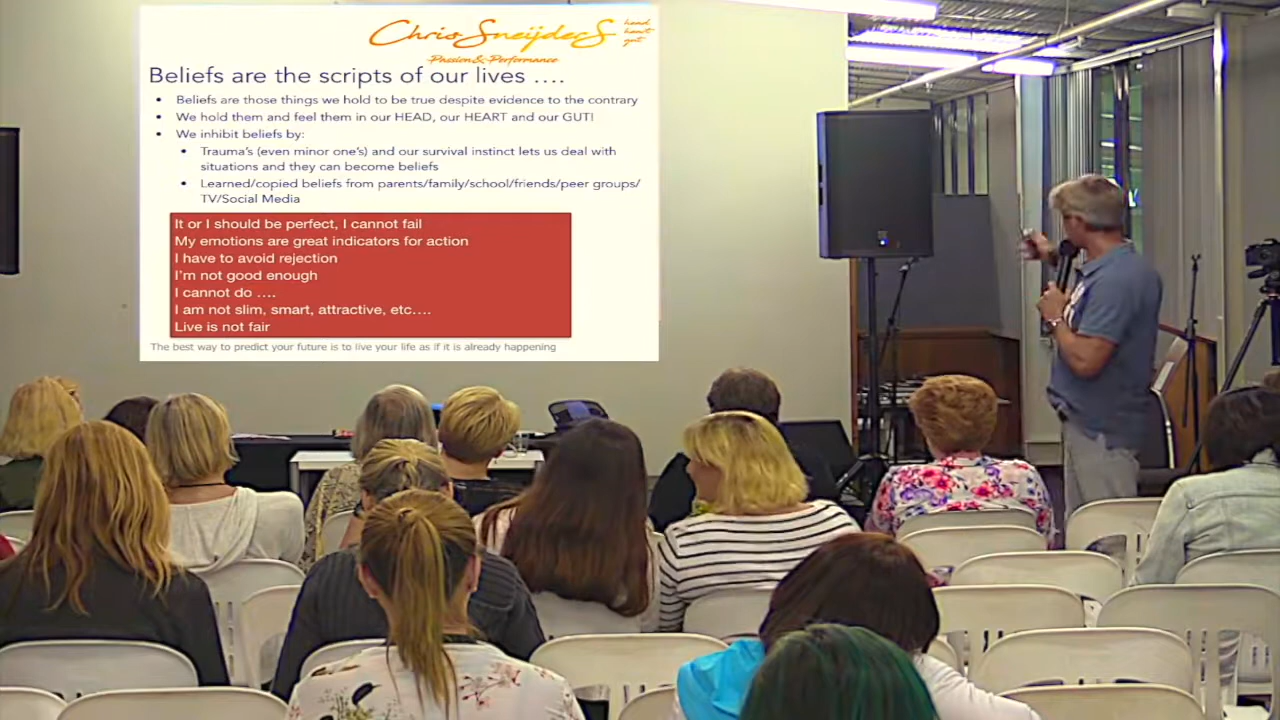 Chris Sneijders
head
heart
gut
Passion & Performance
Beliefs are the scripts of our lives ....
• Beliefs are those things we hold to be true despite evidence to the contrary
• We hold them and feel them in our HEAD, our HEART and our GUT!
• We inhibit beliefs by:
• Trauma's (even minor one's) and our survival instinct lets us deal with
situations and they can become beliefs
• Learned/copied beliefs from parents/family/school/friends/peer groups/
TV/Social Media
It or I should be perfect, I cannot fail
My emotions are great indicators for action
I have to avoid rejection
I'm not good enough
I cannot do ....
I am not slim, smart, attractive, etc....
Live is not fair
The best way to predict your future is to live your life as if it is already happening